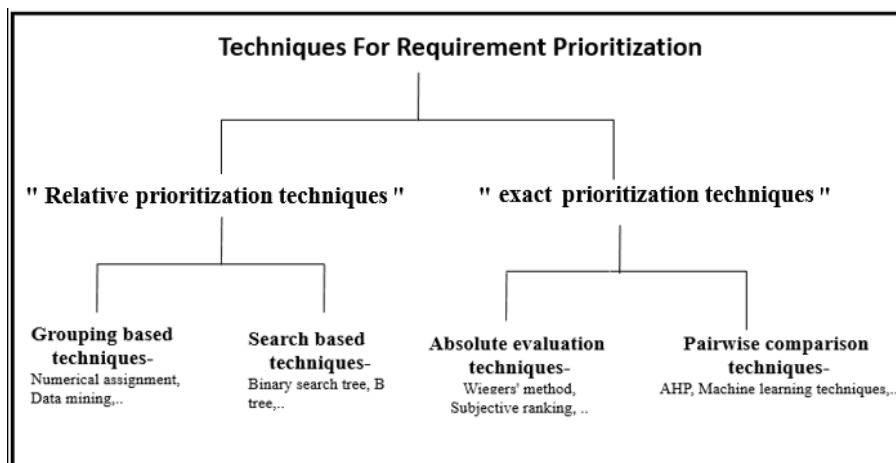 Techniques For Requirement Prioritization
" Relative prioritization techniques "
" exact prioritization techniques "
Grouping based
techniques-
Numerical assignment,
Data mining,..
Search based
techniques-
Binary search tree, B
tree,..
Absolute evaluation
techniques-
Wiegers' method,
Subjective ranking, ..
Pairwise comparison
techniques-
AHP, Machine learning techniques,..